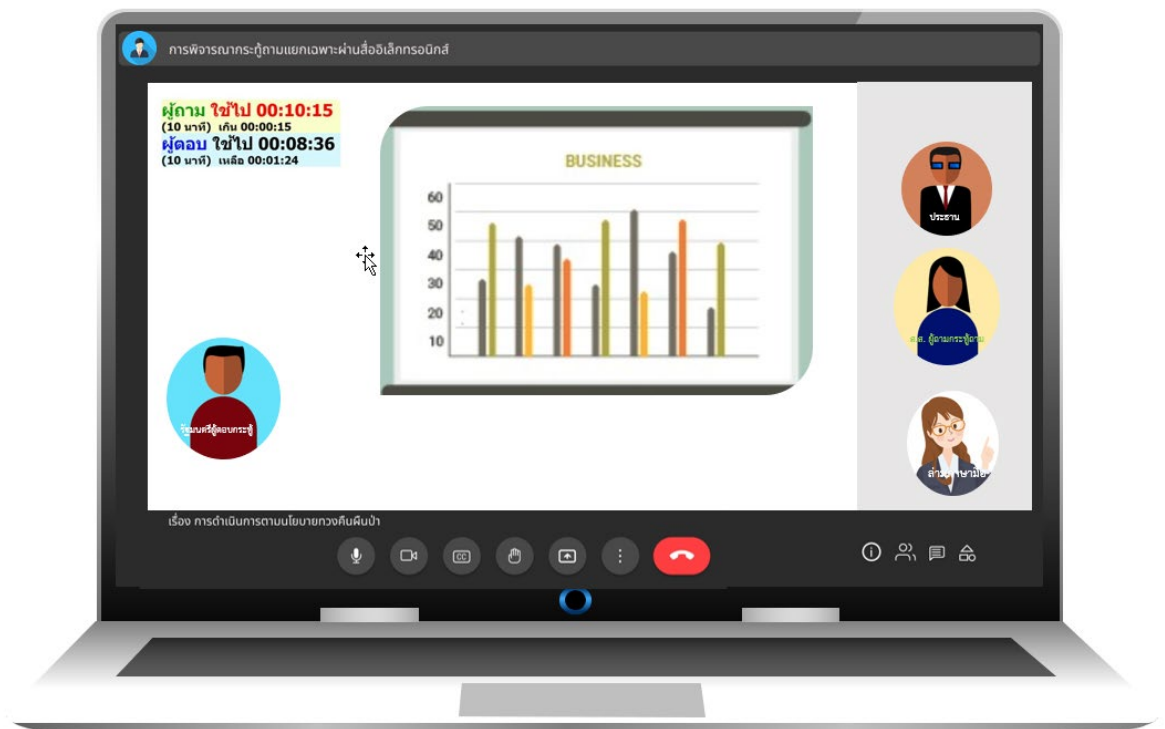 การพิจารณากระทู้ถามแยกเฉพาะผ่านสื่ออิเล็กทรอนิกส์
ผู้ถาม ใช้ไป 00:10:15
(10 นาที) เกิน 00:00:15
ผู้ตอบ ใช้ไป 00:08:36
(10 นาที) เหลือ 00:01:24
BUSINESS
60
50
40
30
20
10
ประธาน
ส.ส. ผู้ถามกระทู้ถาม
รัฐมนตรีผู้ตอบกระทู้
ล่ามภาษามือ
เรื่อง การดำเนินการตามนโยบายทวงคืนผืนป่า
CC